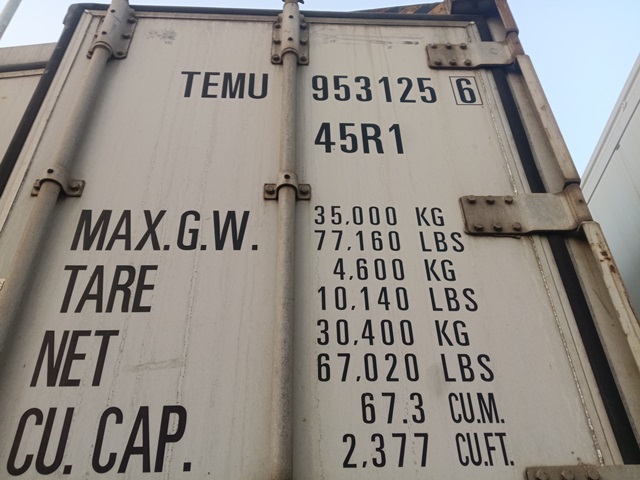 TEMU 953125 6
45R1
MAX.G.W. 35,000 KG
77,160 LBS
TARE 4,600 KG
10,140 LBS
NET 30,400 KG
67,020 LBS
CU. CAP. 67.3 CU.M.
2,377 CU.FT.